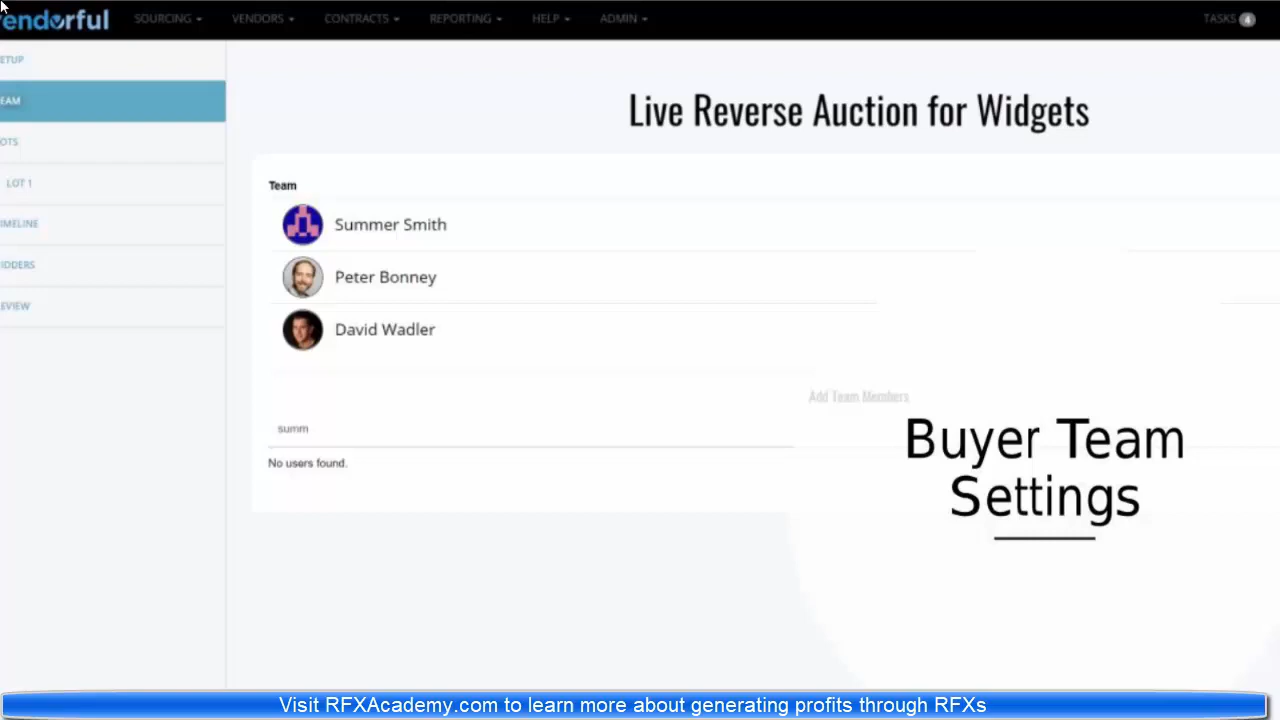 endorful SOURCING VENDORS CONTRACTS REPORTING HELP ADMIN TASKS 4
ETUP
EAM
OTS
LOT 1
IMELINE
IDDERS
EVIEW
Live Reverse Auction for Widgets
Team
Summer Smith
Peter Bonney
David Wadler
Add Team Members
summ
No users found.
Buyer Team
Settings
Visit RFXAcademy.com to learn more about generating profits through RFXs